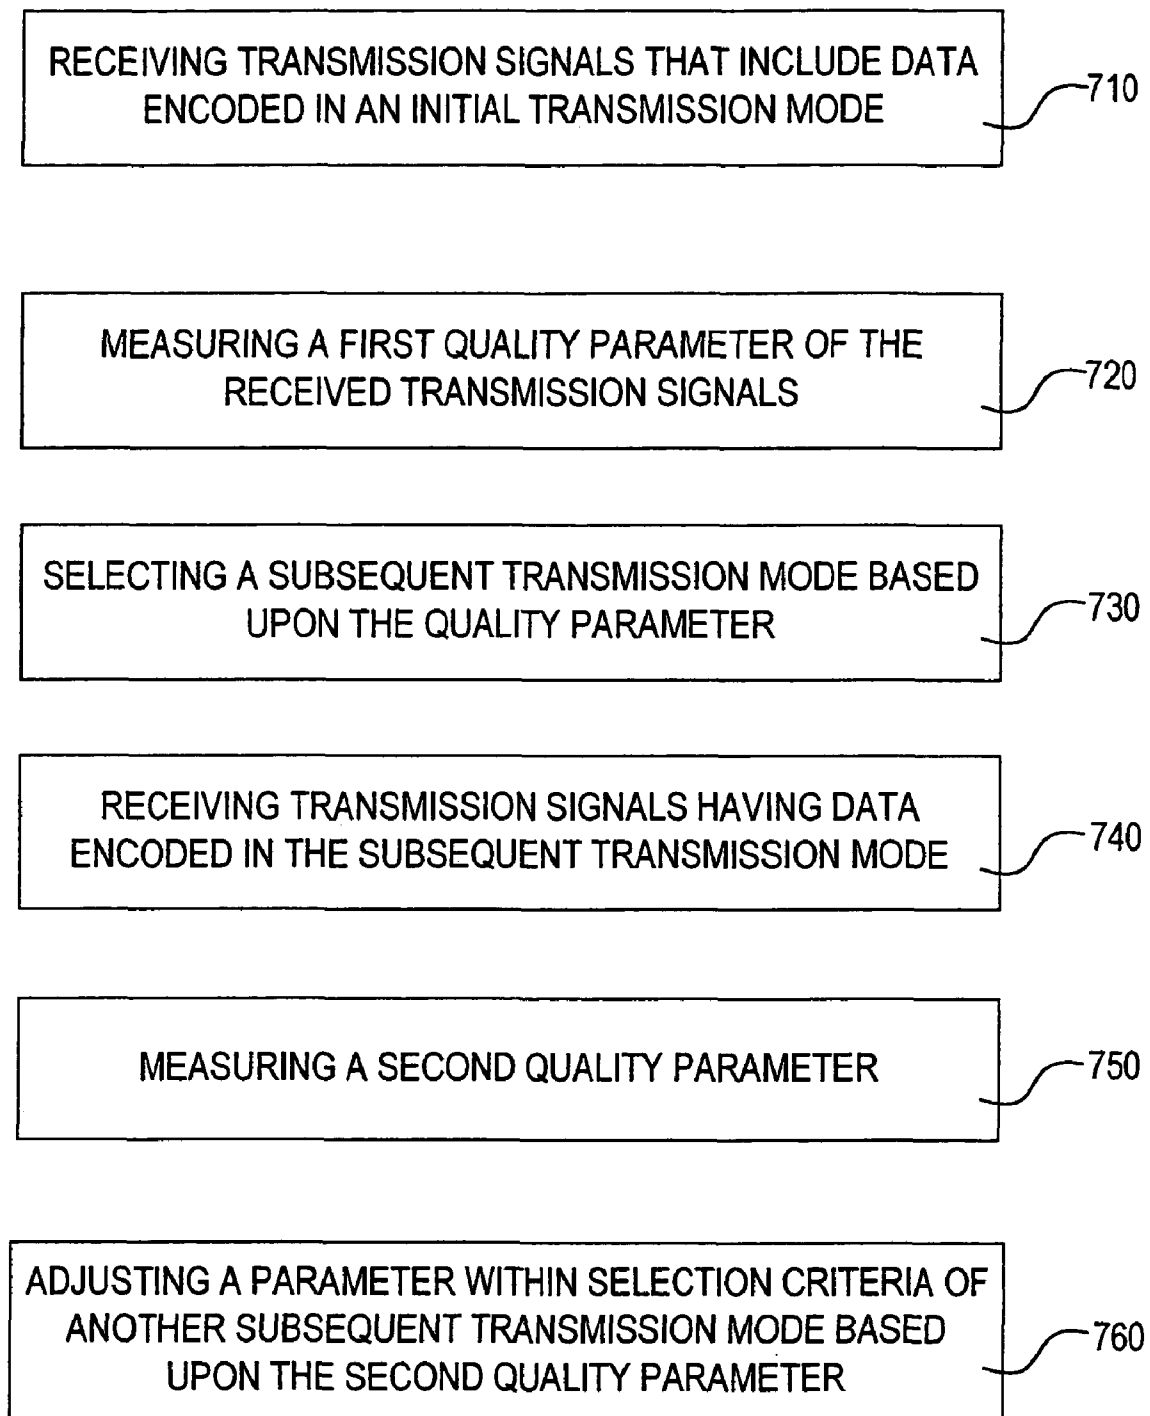 RECEIVING TRANSMISSION SIGNALS THAT INCLUDE DATA
ENCODED IN AN INITIAL TRANSMISSION MODE
710
MEASURING A FIRST QUALITY PARAMETER OF THE
RECEIVED TRANSMISSION SIGNALS
720
SELECTING A SUBSEQUENT TRANSMISSION MODE BASED
UPON THE QUALITY PARAMETER
730
RECEIVING TRANSMISSION SIGNALS HAVING DATA
ENCODED IN THE SUBSEQUENT TRANSMISSION MODE
740
MEASURING A SECOND QUALITY PARAMETER
750
ADJUSTING A PARAMETER WITHIN SELECTION CRITERIA OF
ANOTHER SUBSEQUENT TRANSMISSION MODE BASED
UPON THE SECOND QUALITY PARAMETER
760